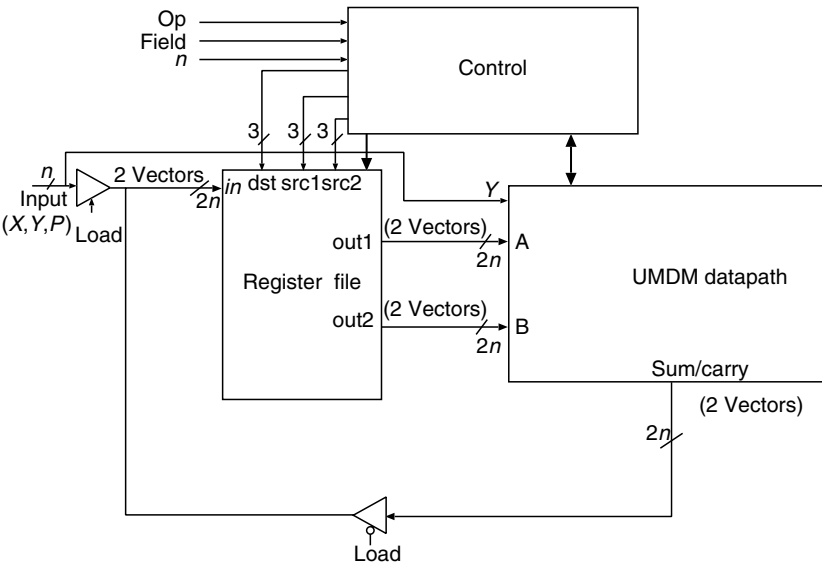 Op
Field
n
Control
3
3
3
n
2 Vectors
2n
Input
(X,Y,P)
Load
in
dst src1 src2
Y
out1
(2 Vectors)
2n
A
Register file
UMDM datapath
out2
(2 Vectors)
2n
B
Sum/carry
(2 Vectors)
2n
Load